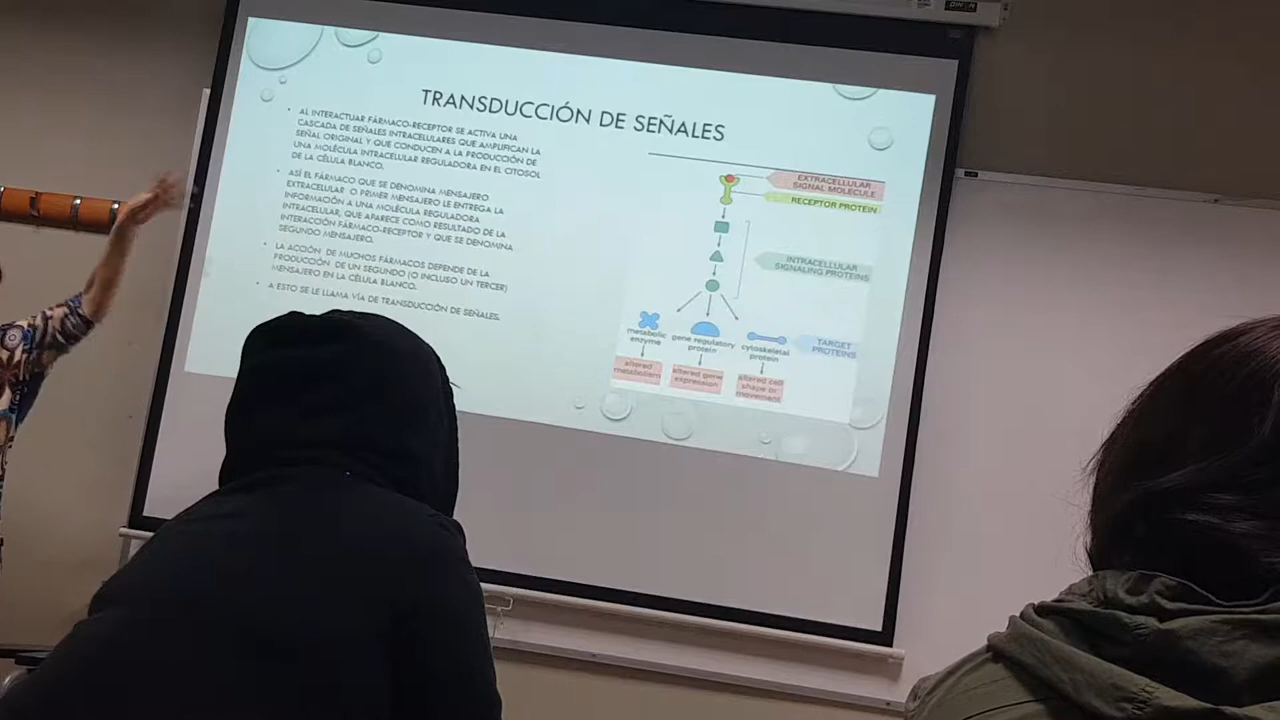 TRANSDUCCIÓN DE SEÑALES
• AL INTERACTUAR FÁRMACO-RECEPTOR SE ACTIVA UNA
CASCADA DE SEÑALES INTRACELULARES QUE AMPLIFICAN LA
SEÑAL ORIGINAL Y QUE CONDUCEN A LA PRODUCCIÓN DE
UNA MOLÉCULA INTRACELULAR REGULADORA EN EL CITOSOL
DE LA CÉLULA BLANCO.
• ASÍ EL FÁRMACO QUE SE DENOMINA MENSAJERO
EXTRACELULAR O PRIMER MENSAJERO LE ENTREGA LA
INFORMACIÓN A UNA MOLÉCULA REGULADORA
INTRACELULAR, QUE APARECE COMO RESULTADO DE LA
INTERACCIÓN FÁRMACO-RECEPTOR Y QUE SE DENOMINA
SEGUNDO MENSAJERO.
• LA ACCIÓN DE MUCHOS FÁRMACOS DEPENDE DE LA
PRODUCCIÓN DE UN SEGUNDO (O INCLUSO UN TERCER)
MENSAJERO EN LA CÉLULA BLANCO.
• A ESTO SE LE LLAMA VÍA DE TRANSDUCCIÓN DE SEÑALES.
EXTRACELLULAR
SIGNAL MOLECULE
RECEPTOR PROTEIN
INTRACELLULAR
SIGNALING PROTEINS
metabolic
enzyme
gene regulatory
protein
cytoskeletal
protein
TARGET
PROTEINS
altered
metabolism
altered gene
expression
altered cell
shape or
movement